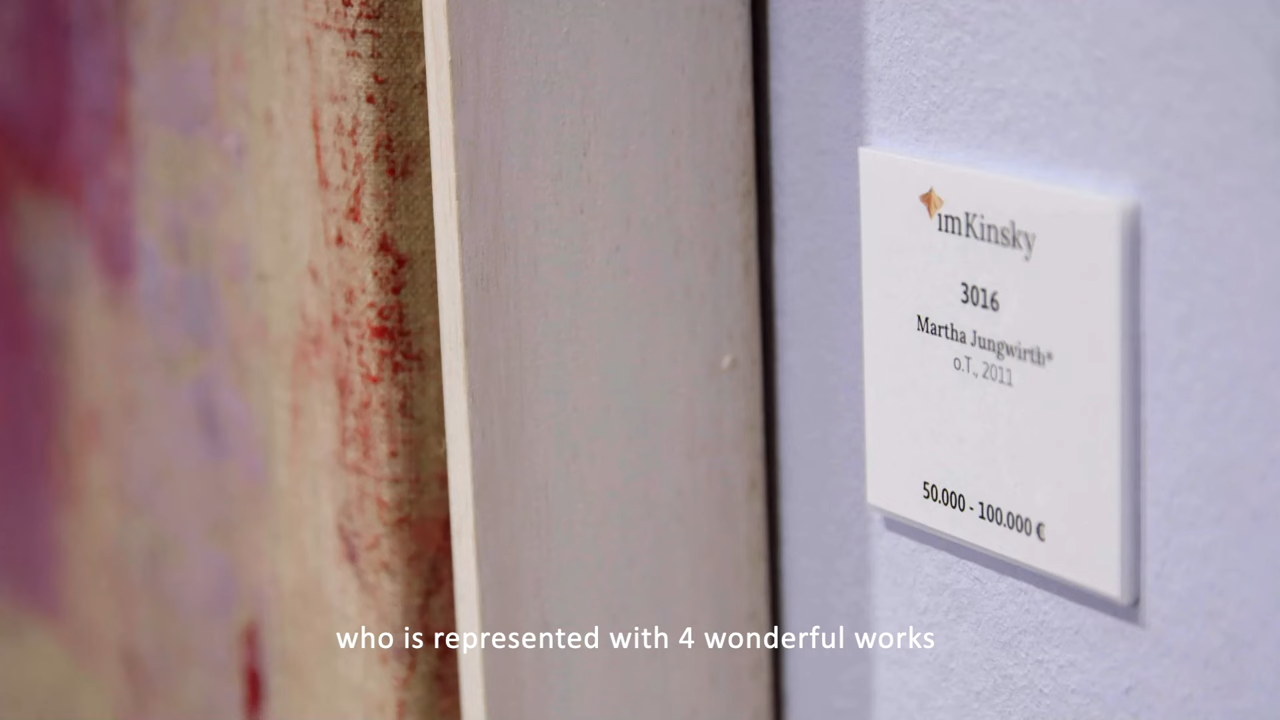 imKinsky
3016
Martha Jungwirth*
o.T., 2011
50.000 - 100.000 €
who is represented with 4 wonderful works